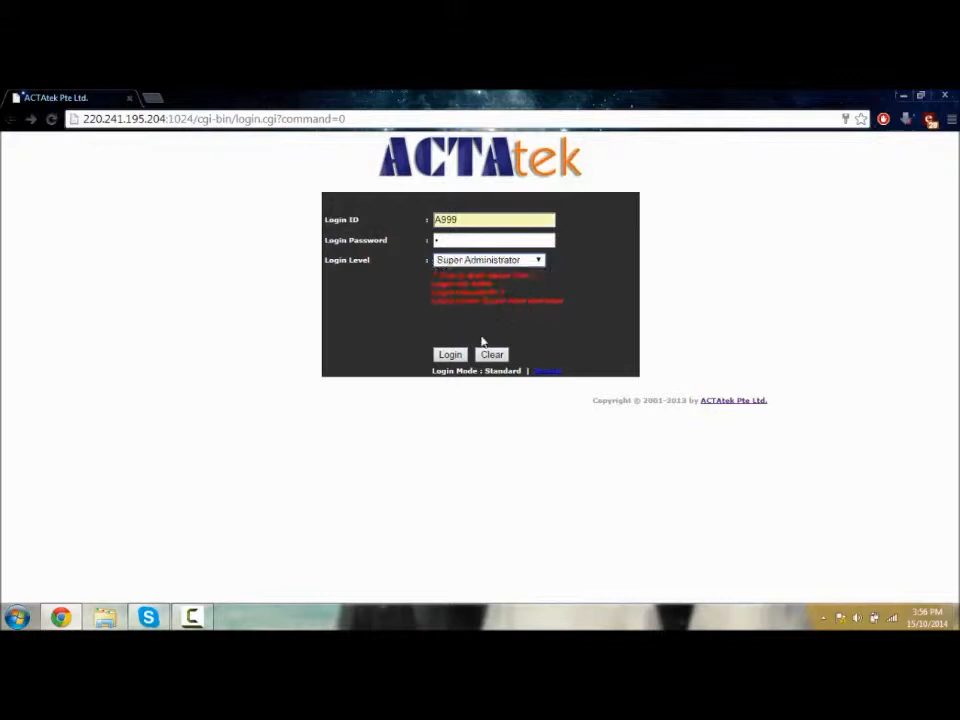 ACTAtek Pte Ltd.
220.241.195.204:1024/cgi-bin/login.cgi?command=0
ACTAtek
Login ID : A999
Login Password : •
Login Level : Super Administrator
Login Clear
Login Mode : Standard |
Copyright © 2001-2013 by ACTAtek Pte Ltd.
3:56 PM
15/10/2014